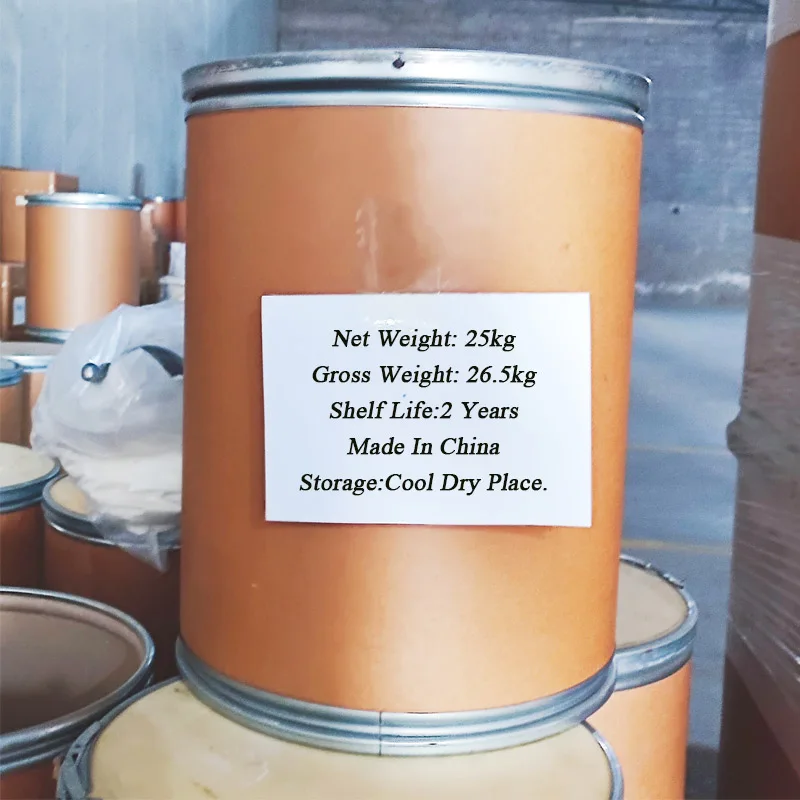 Net Weight: 25kg
Gross Weight: 26.5kg
Shelf Life:2 Years
Made In China
Storage:Cool Dry Place.